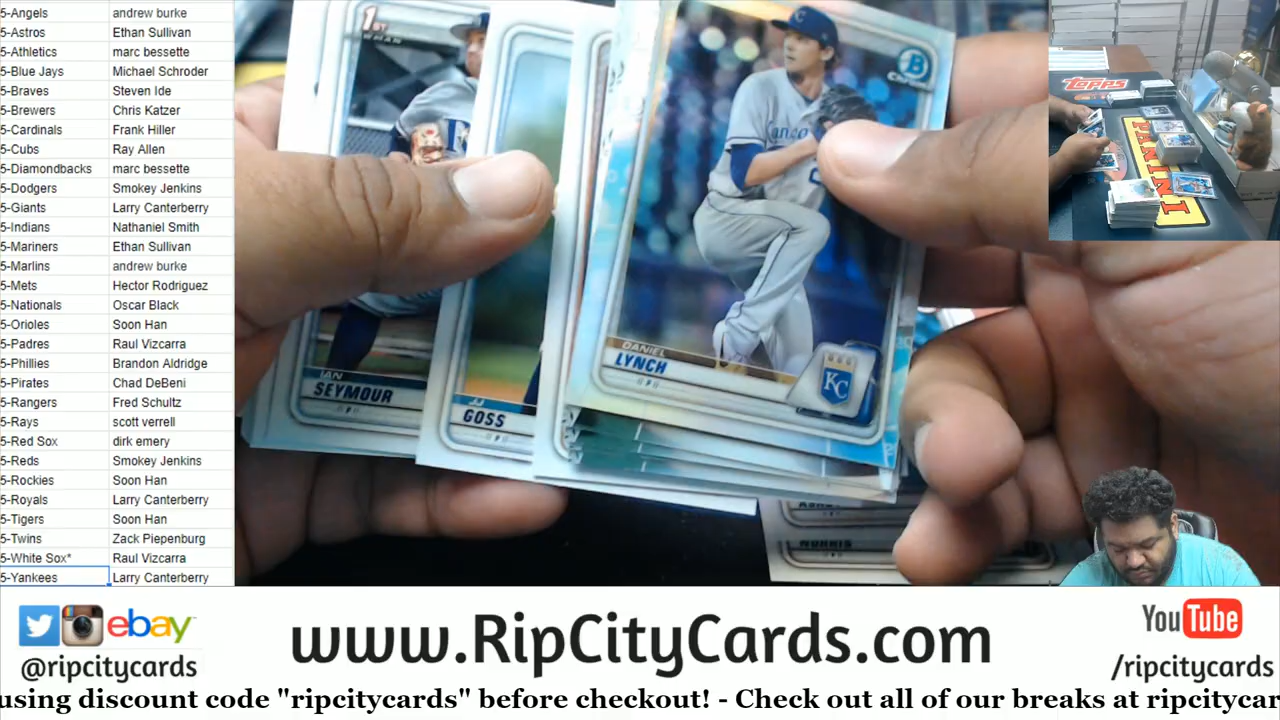 5-Angels andrew burke
5-Astros Ethan Sullivan
5-Athletics marc bessette
5-Blue Jays Michael Schroder
5-Braves Steven Ide
5-Brewers Chris Katzer
5-Cardinals Frank Hiller
5-Cubs Ray Allen
5-Diamondbacks marc bessette
5-Dodgers Smokey Jenkins
5-Giants Larry Canterberry
5-Indians Nathaniel Smith
5-Mariners Ethan Sullivan
5-Marlins andrew burke
5-Mets Hector Rodriguez
5-Nationals Oscar Black
5-Orioles Soon Han
5-Padres Raul Vizcarra
5-Phillies Brandon Aldridge
5-Pirates Chad DeBeni
5-Rangers Fred Schultz
5-Rays scott verrell
5-Red Sox dirk emery
5-Reds Smokey Jenkins
5-Rockies Soon Han
5-Royals Larry Canterberry
5-Tigers Soon Han
5-Twins Zack Piepenburg
5-White Sox* Raul Vizcarra
5-Yankees Larry Canterberry
1ST
IAN
SEYMOUR
JJ
GOSS
B
DANIEL
LYNCH
KC
NORRIS
Topps
PANINI
ebay
@ripcitycards
www.RipCityCards.com
YouTube
/ripcitycards
using discount code "ripcitycards" before checkout! - Check out all of our breaks at ripcitycar